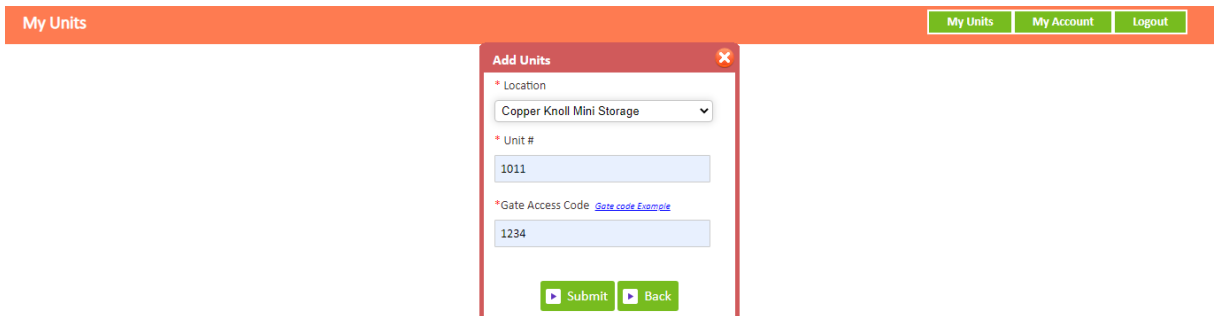 My Units
My Units My Account Logout
Add Units
* Location
Copper Knoll Mini Storage
* Unit #
1011
*Gate Access Code Gate code Example
1234
Submit Back